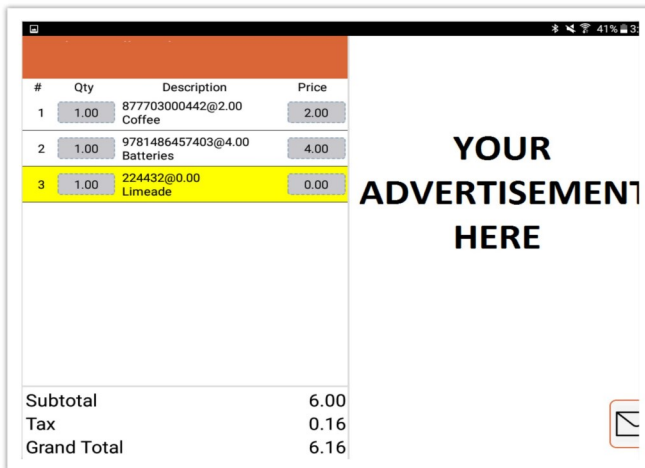 41% 3:
# Qty Description Price
1 1.00 877703000442@2.00 2.00
Coffee
2 1.00 9781486457403@4.00 4.00
Batteries
3 1.00 224432@0.00 0.00
Limeade
Subtotal 6.00
Tax 0.16
Grand Total 6.16
YOUR
ADVERTISEMENT
HERE